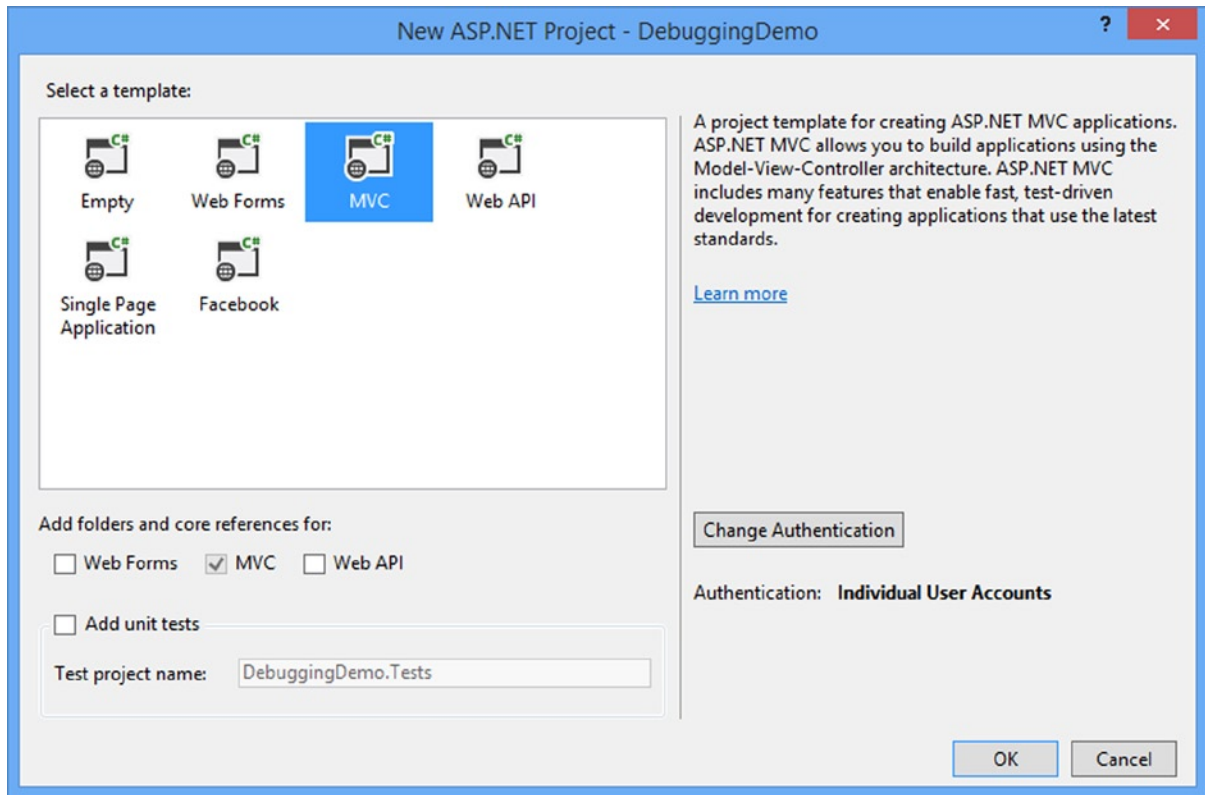 New ASP.NET Project - DebuggingDemo
?
Select a template:
C# C# C# C#
Empty Web Forms MVC Web API
C# C#
Single Page Facebook
Application
A project template for creating ASP.NET MVC applications.
ASP.NET MVC allows you to build applications using the
Model-View-Controller architecture. ASP.NET MVC
includes many features that enable fast, test-driven
development for creating applications that use the latest
standards.
Learn more
Add folders and core references for:
Web Forms MVC Web API
Add unit tests
Test project name: DebuggingDemo.Tests
Change Authentication
Authentication: Individual User Accounts
OK Cancel